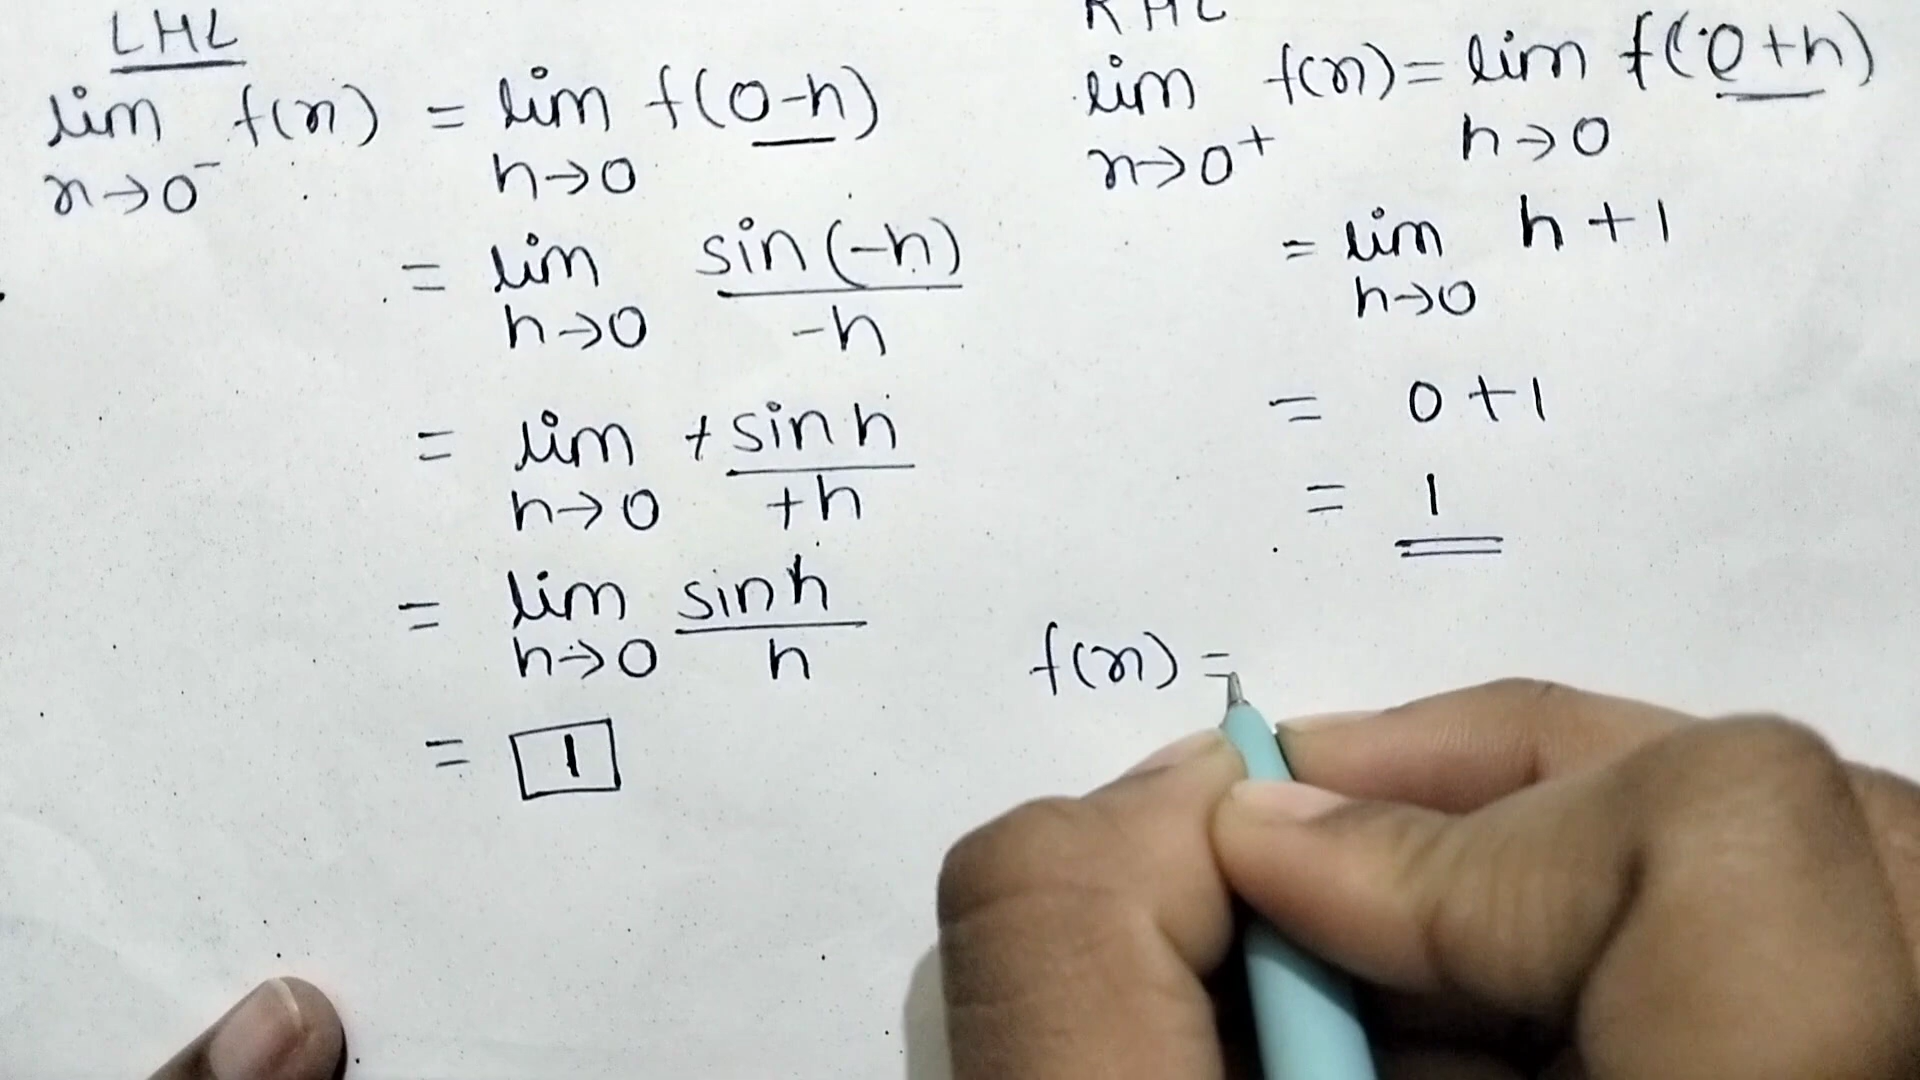 LHL
lim f(x) = lim f(0-h)
x→0⁻ h→0
= lim sin(-h)/-h
h→0
= lim + sinh/+h
h→0
= lim sinh/h
h→0
= 1
RHL
lim f(x) = lim f(0+h)
x→0⁺ h→0
= lim h+1
h→0
= 0+1
= 1
f(x) =